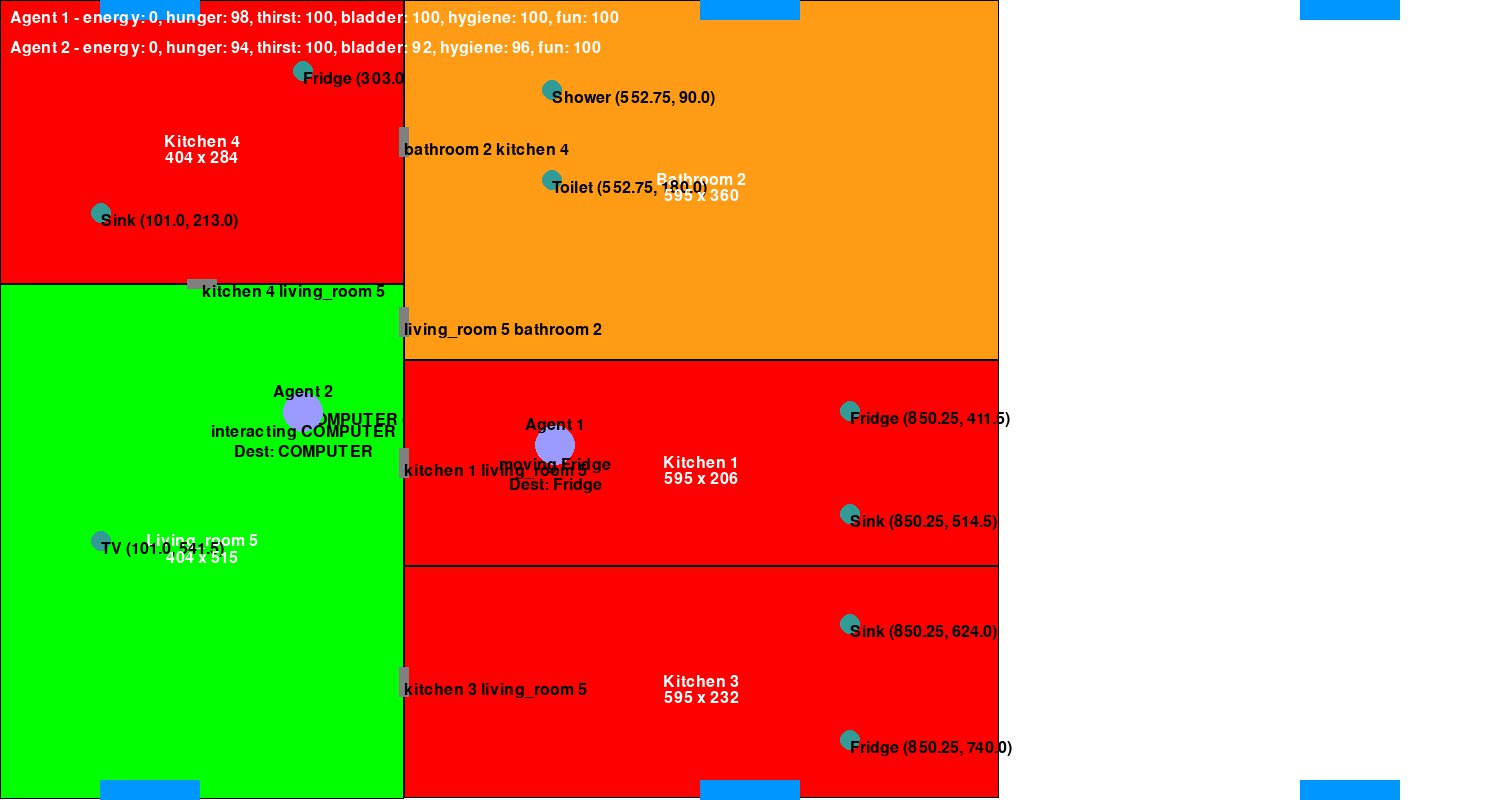 Agent 1 - energy: 0, hunger: 98, thirst: 100, bladder: 100, hygiene: 100, fun: 100
Agent 2 - energy: 0, hunger: 94, thirst: 100, bladder: 92, hygiene: 96, fun: 100
Fridge (303.0
Shower (552.75, 90.0)
Kitchen 4
404 x 284
bathroom 2 kitchen 4
Bathroom 2
595 x 360
Toilet (552.75, 180.0)
Sink (101.0, 213.0)
kitchen 4 living_room 5
living_room 5 bathroom 2
Agent 2
OMPUTER
interacting COMPUTER
Dest: COMPUTER
Agent 1
moving Fridge
Dest: Fridge
kitchen 1 living_room 5
Fridge (850.25, 411.5)
Kitchen 1
595 x 206
Sink (850.25, 514.5)
Living_room 5
404 x 515
TV (101.0, 541.5)
Sink (850.25, 624.0)
Kitchen 3
595 x 232
kitchen 3 living_room 5
Fridge (850.25, 740.0)